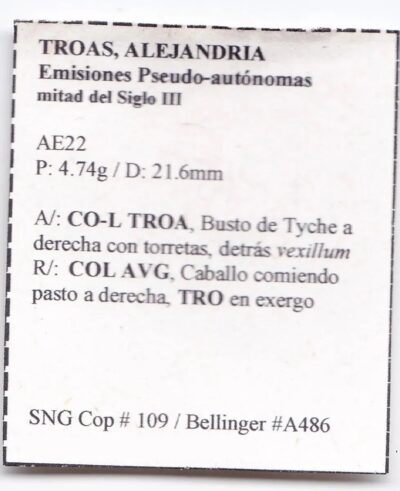 TROAS, ALEJANDRIA
Emisiones Pseudo-autónomas
mitad del Siglo III
AE22
P: 4.74g / D: 21.6mm
A/: CO-L TROA, Busto de Tyche a
derecha con torretas, detrás vexillum
R/: COL AVG, Caballo comiendo
pasto a derecha, TRO en exergo
SNG Cop # 109 / Bellinger #A486